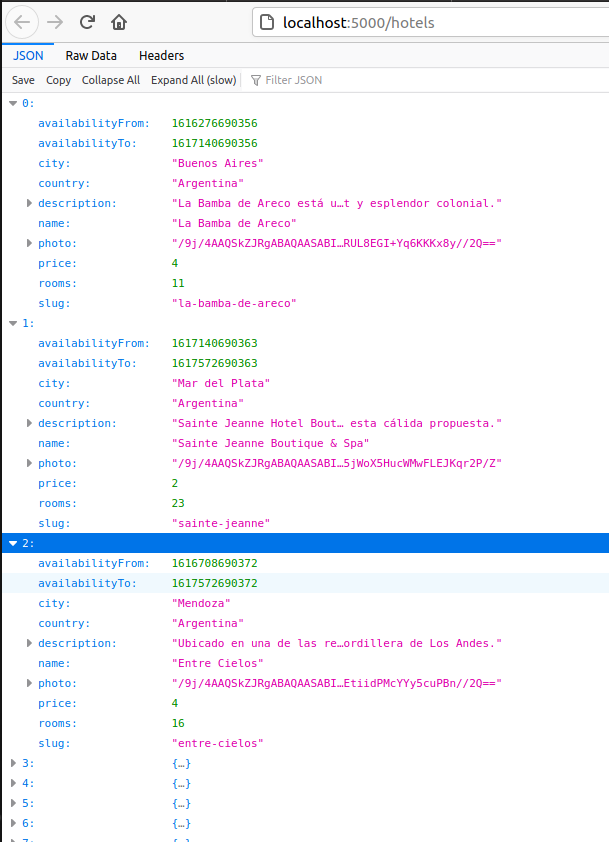 localhost:5000/hotels
JSON Raw Data Headers
Save Copy Collapse All Expand All (slow) Filter JSON
0:
availabilityFrom: 1616276690356
availabilityTo: 1617140690356
city: "Buenos Aires"
country: "Argentina"
description: "La Bamba de Areco está u…t y esplendor colonial."
name: "La Bamba de Areco"
photo: "/9j/4AAQSkZJRgABAQAASABI…RUL8EGI+Yq6KKKx8y//2Q=="
price: 4
rooms: 11
slug: "la-bamba-de-areco"
1:
availabilityFrom: 1617140690363
availabilityTo: 1617572690363
city: "Mar del Plata"
country: "Argentina"
description: "Sainte Jeanne Hotel Bout… esta cálida propuesta."
name: "Sainte Jeanne Boutique & Spa"
photo: "/9j/4AAQSkZJRgABAQAASABI…5jWoX5HucWMwFLEJKqr2P/Z"
price: 2
rooms: 23
slug: "sainte-jeanne"
2:
availabilityFrom: 1616708690372
availabilityTo: 1617572690372
city: "Mendoza"
country: "Argentina"
description: "Ubicado en una de las re…ordillera de Los Andes."
name: "Entre Cielos"
photo: "/9j/4AAQSkZJRgABAQAASABI…EtiidPMcYYy5cuPBn//2Q=="
price: 4
rooms: 16
slug: "entre-cielos"
3: {…}
4: {…}
5: {…}
6: {…}